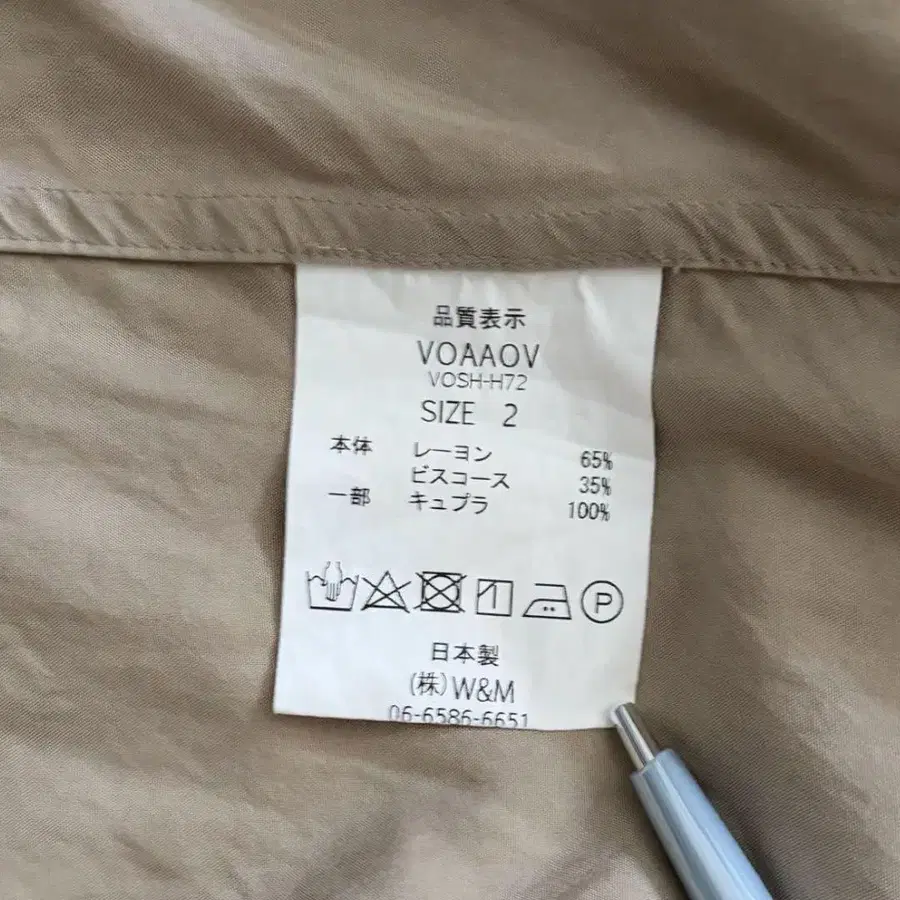 品質表示
VOAAOV
VOSH-H72
SIZE 2
本体 レーヨン 65%
ビスコース 35%
一部 キュプラ 100%
P
日本製
(株)W&M
06-6586-6651